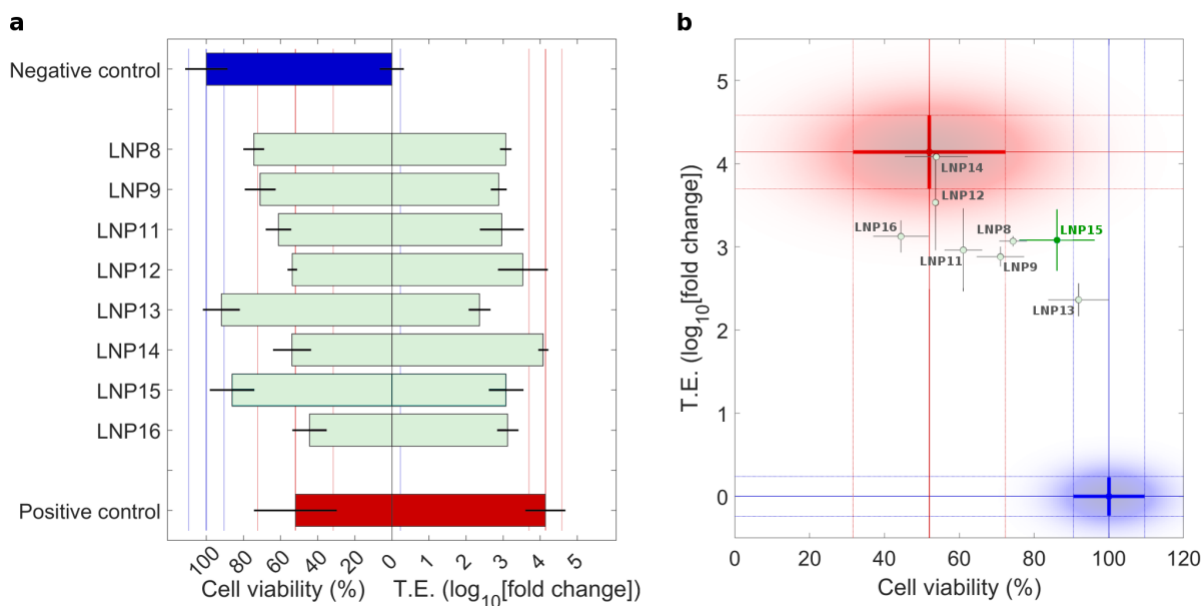 a
Negative control
LNP8
LNP9
LNP11
LNP12
LNP13
LNP14
LNP15
LNP16
Positive control
100 80 60 40 20 0 1 2 3 4 5
Cell viability (%) T.E. (log10[fold change])
b
T.E. (log10[fold change])
5
4
3
2
1
0
LNP14
LNP12
LNP16
LNP8
LNP15
LNP11
LNP9
LNP13
0 20 40 60 80 100 120
Cell viability (%)